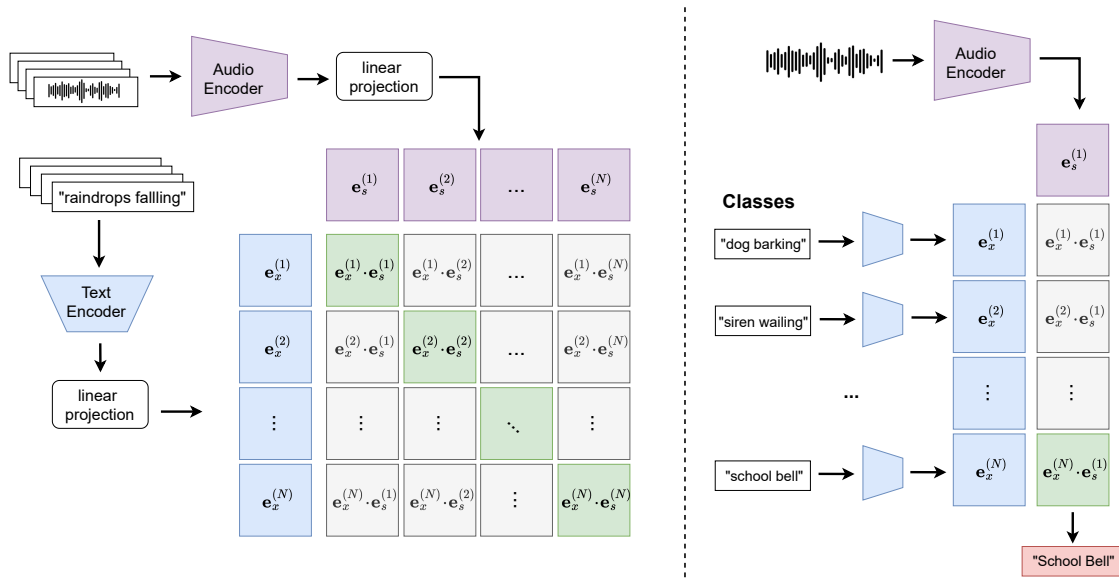 Audio
Encoder
linear
projection
"raindrops fallling"
Text
Encoder
linear
projection
e_s^{(1)} e_s^{(2)} ... e_s^{(N)}
e_x^{(1)} e_x^{(1)}·e_s^{(1)} e_x^{(1)}·e_s^{(2)} ... e_x^{(1)}·e_s^{(N)}
e_x^{(2)} e_x^{(2)}·e_s^{(1)} e_x^{(2)}·e_s^{(2)} ... e_x^{(2)}·e_s^{(N)}
⋮ ⋮ ⋮ ⋱ ⋮
e_x^{(N)} e_x^{(N)}·e_s^{(1)} e_x^{(N)}·e_s^{(2)} ⋮ e_x^{(N)}·e_s^{(N)}
Audio
Encoder
e_s^{(1)}
Classes
"dog barking" e_x^{(1)} e_x^{(1)}·e_s^{(1)}
"siren wailing" e_x^{(2)} e_x^{(2)}·e_s^{(1)}
... ⋮ ⋮
"school bell" e_x^{(N)} e_x^{(N)}·e_s^{(1)}
"School Bell"